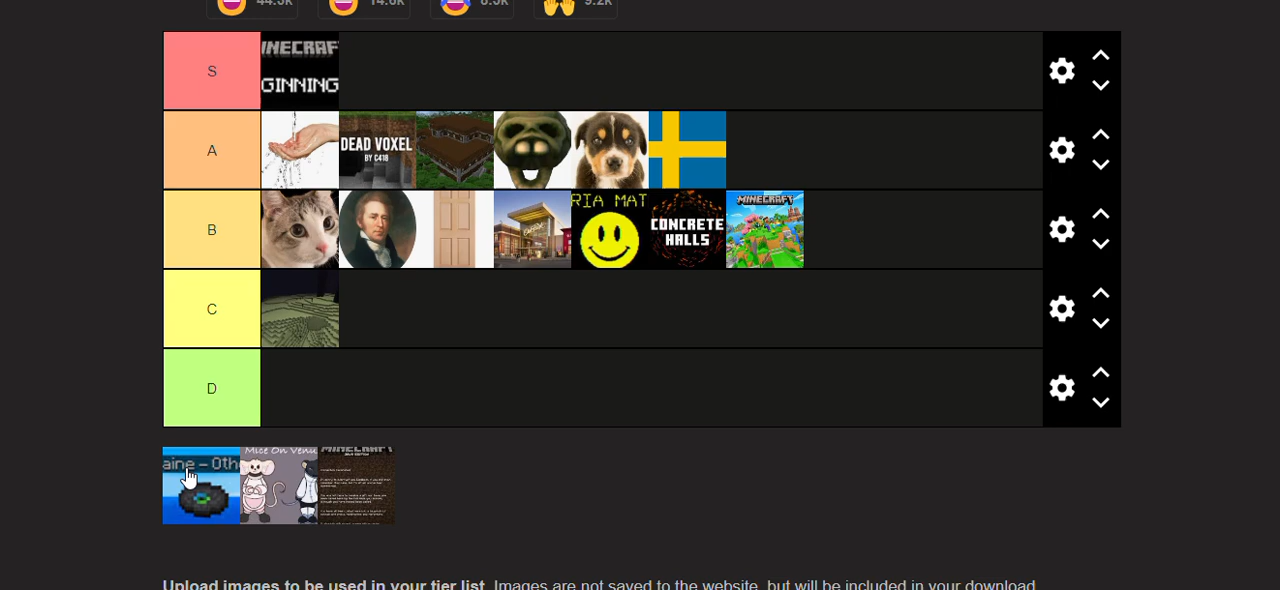 44.3k 14.6k 8.5k 9.2k
S
INECRAF
GINNING
A
DEAD VOXEL
BY C418
B
RIA MAT
CONCRETE
HALLS
MINECRAFT
C
D
aine – Oth
Mice On Venu
MINECRAFT
Upload images to be used in your tier list. Images are not saved to the website, but will be included in your download.